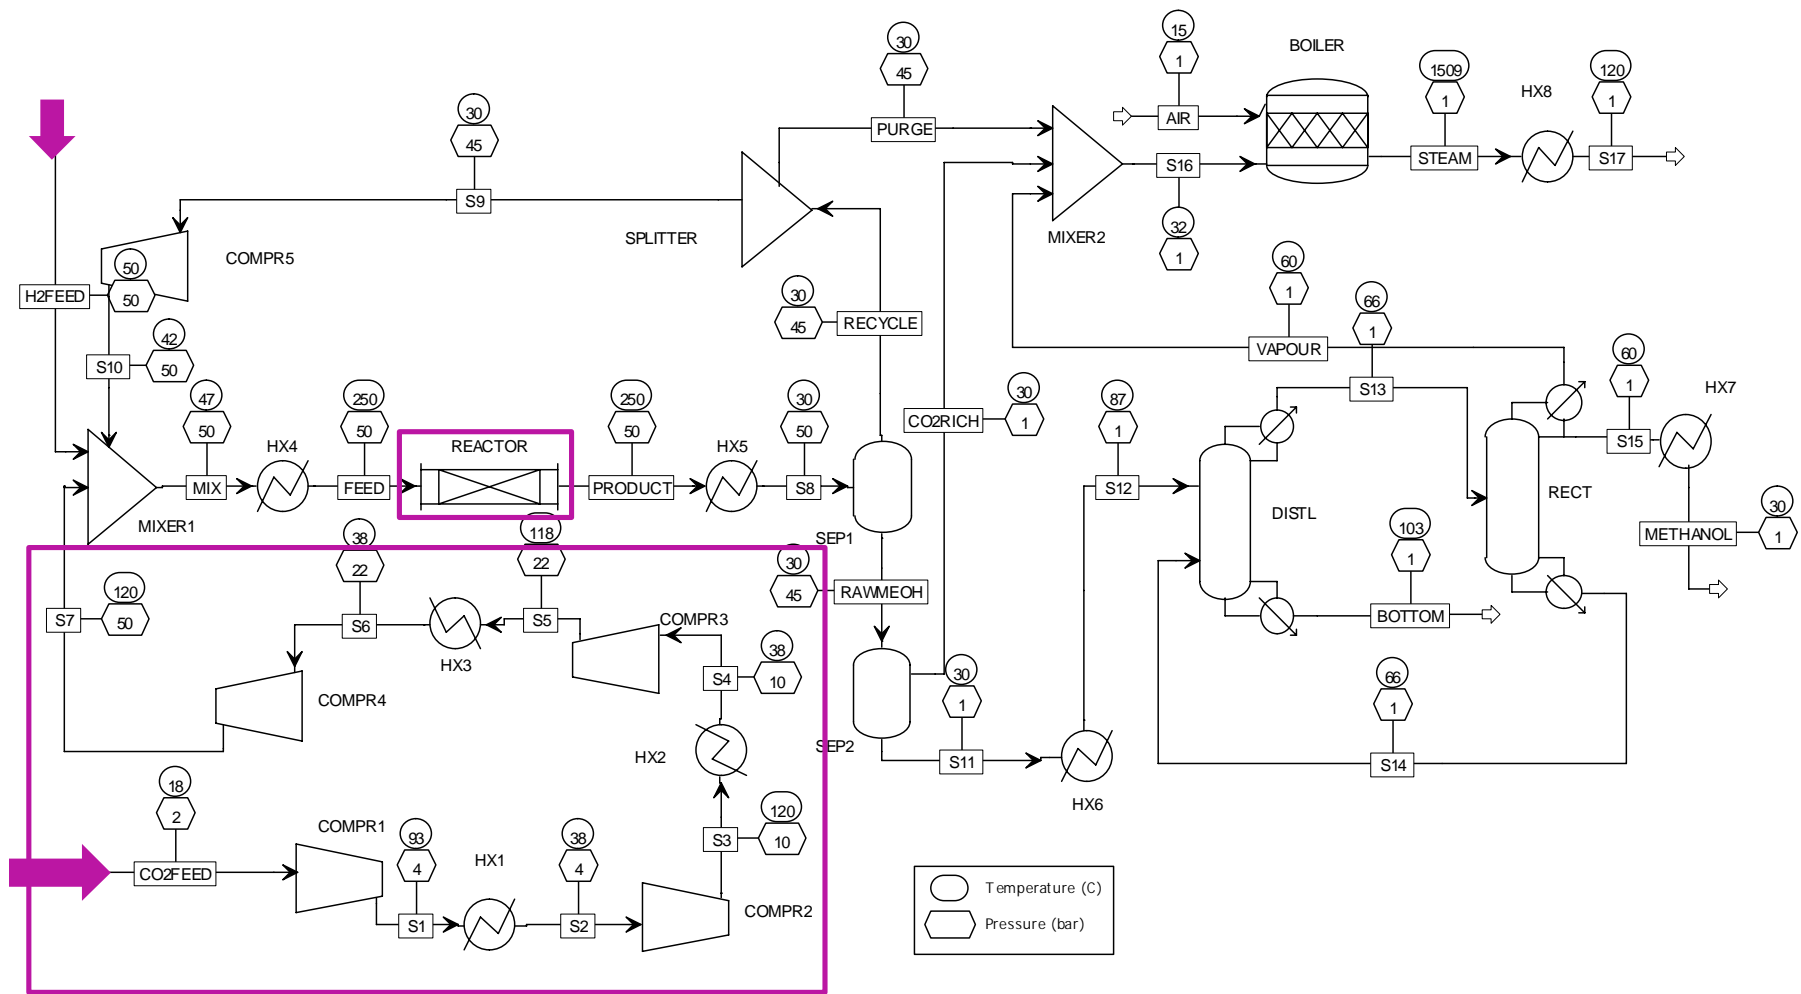 15
1
AIR
BOILER
1509
1
STEAM
HX8
120
1
S17
30
45
PURGE
30
45
S9
S16
32
1
MIXER2
SPLITTER
COMPR5
50
50
H2FEED
42
50
S10
30
45
RECYCLE
60
1
VAPOUR
66
1
S13
60
1
S15
HX7
30
1
METHANOL
47
50
MIX
MIXER1
HX4
250
50
FEED
REACTOR
250
50
PRODUCT
HX5
30
50
S8
SEP1
CO2RICH
30
1
87
1
S12
DISTL
RECT
103
1
BOTTOM
66
1
S14
30
45
RAWMEOH
SEP2
30
1
S11
HX6
120
50
S7
38
22
S6
HX3
118
22
S5
COMPR3
38
10
S4
COMPR4
HX2
120
10
S3
18
2
CO2FEED
COMPR1
93
4
S1
HX1
38
4
S2
COMPR2
Temperature (C)
Pressure (bar)